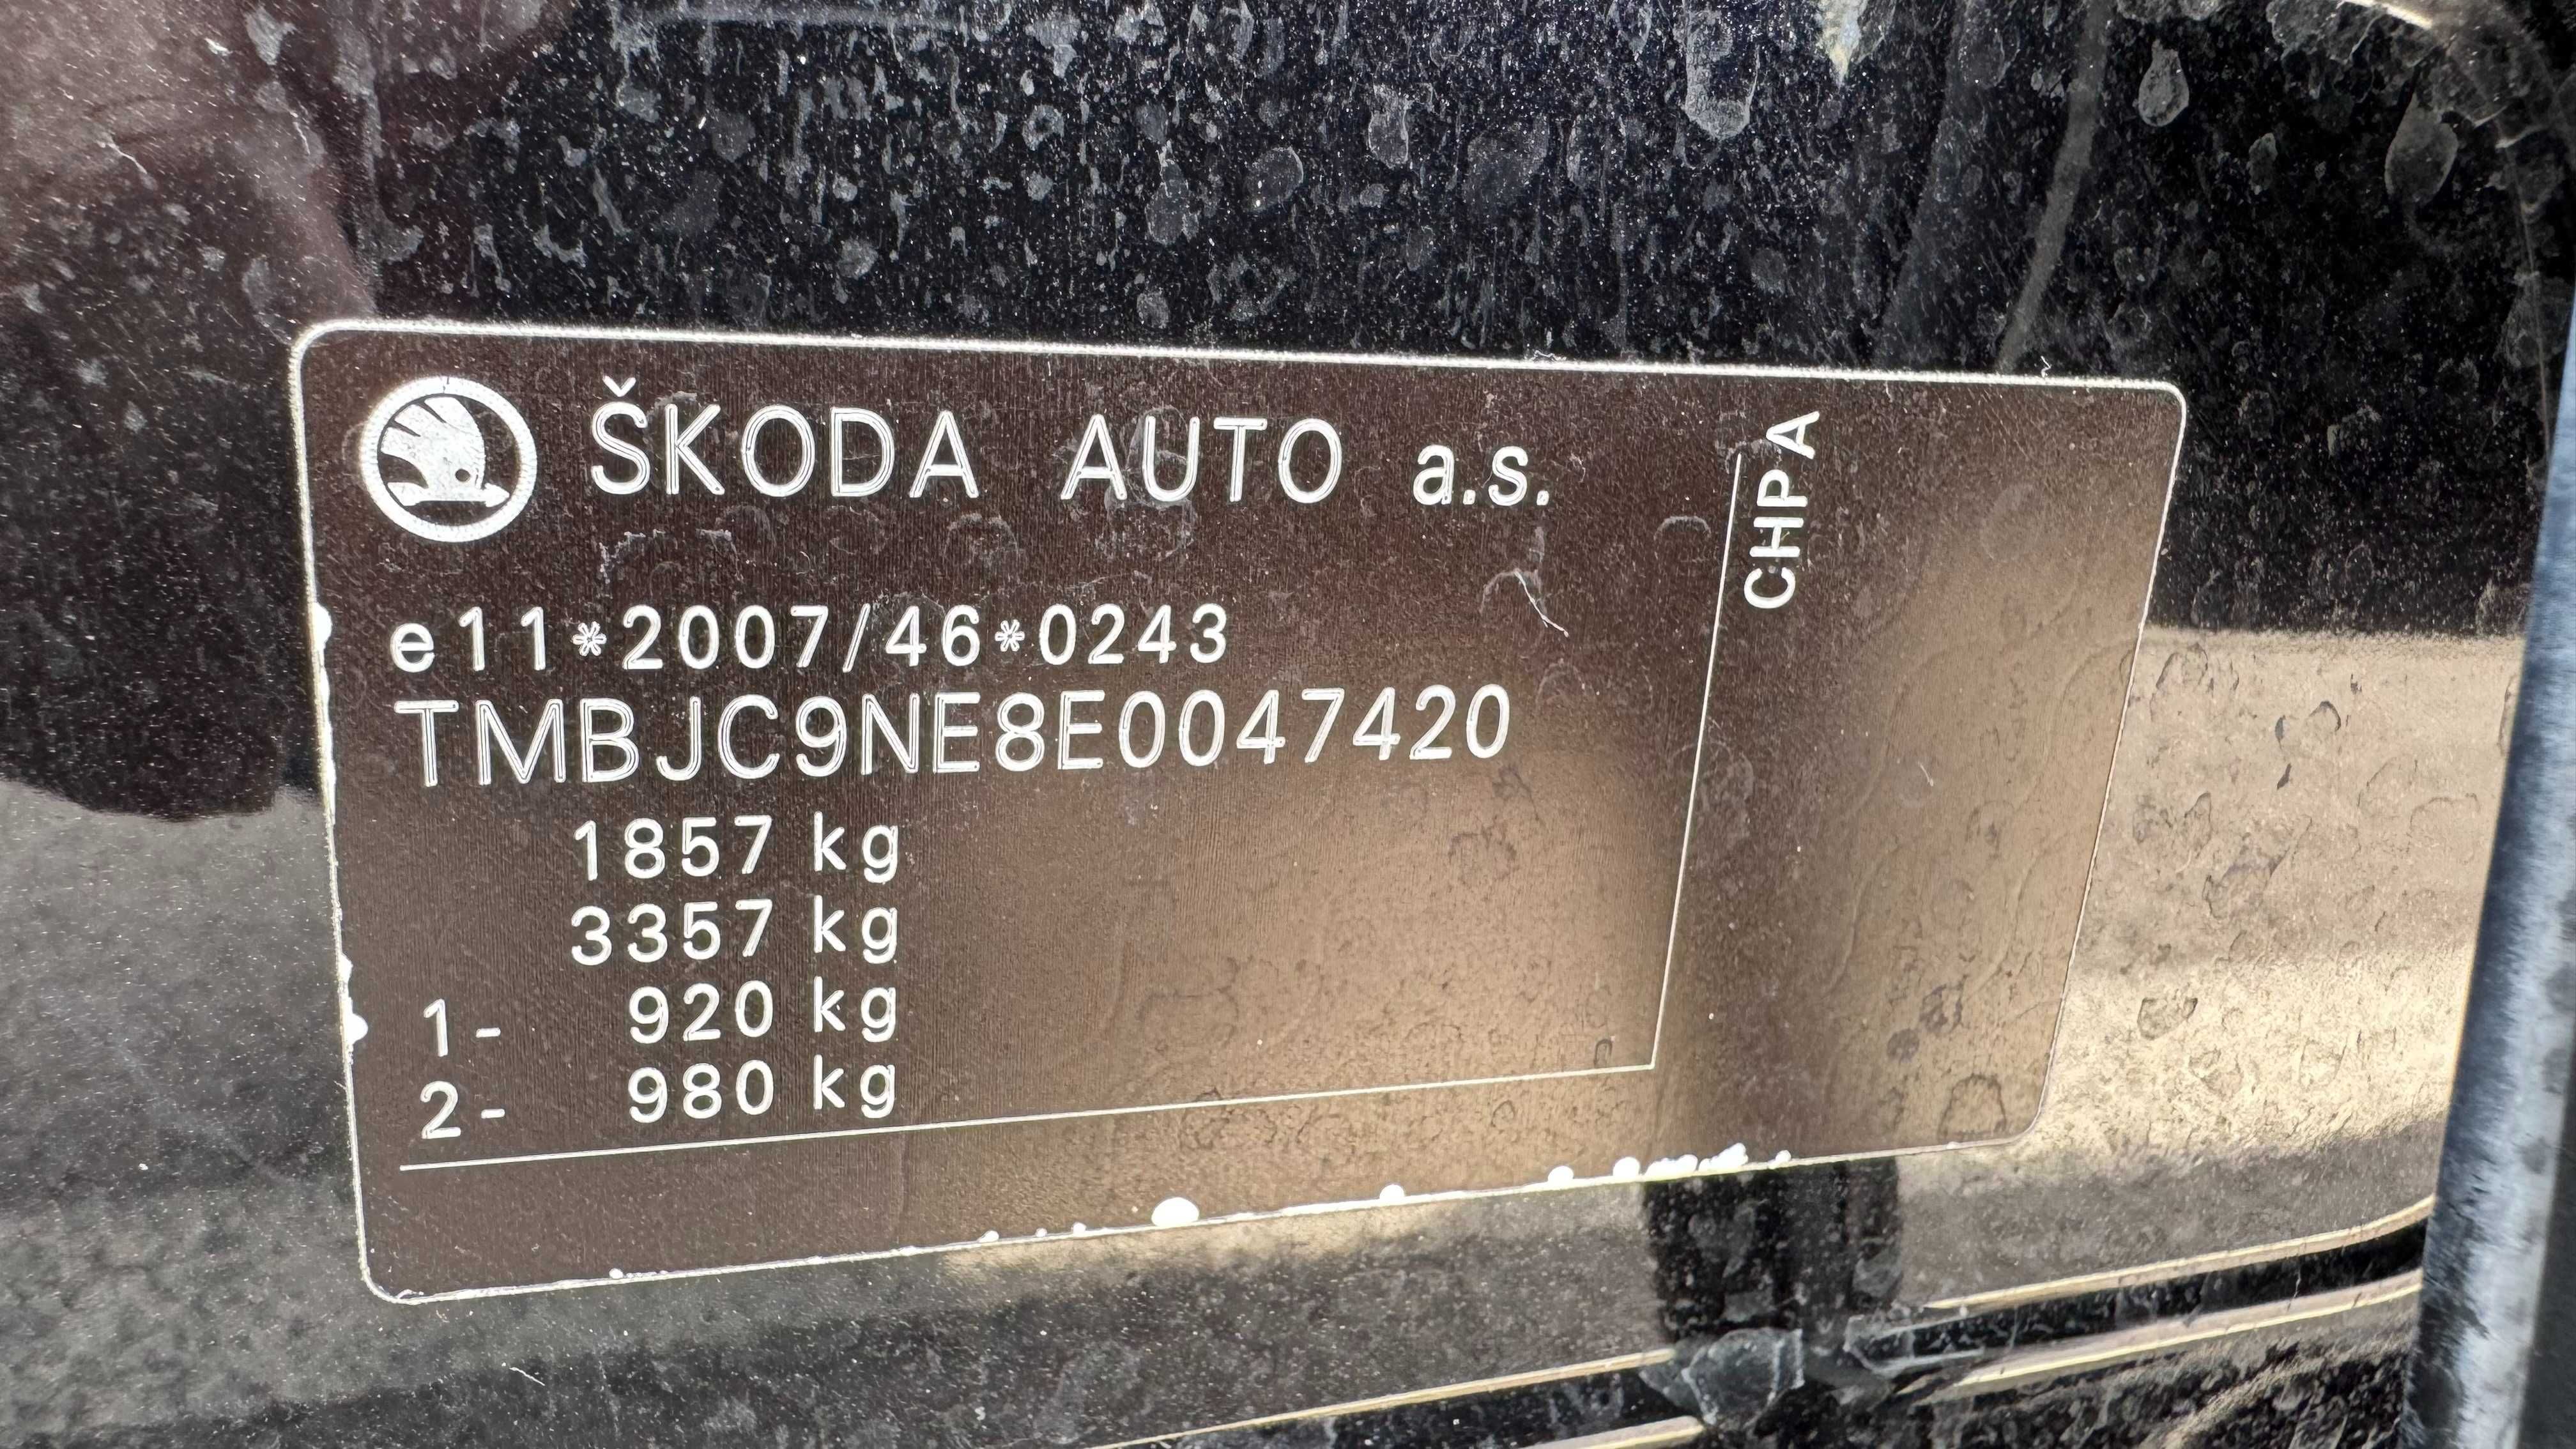 ŠKODA AUTO a.s.
CHPA
e11*2007/46*0243
TMBJC9NE8E0047420
1857 kg
3357 kg
1- 920 kg
2- 980 kg